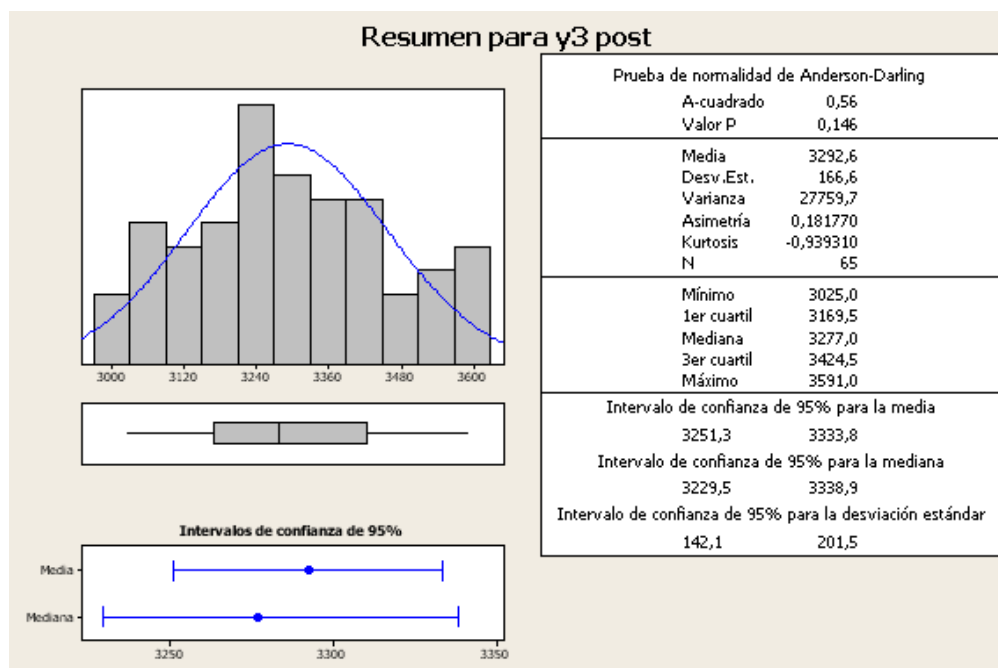 Resumen para y3 post
3000 3120 3240 3360 3480 3600
Intervalos de confianza de 95%
Media
Mediana
3250 3300 3350
Prueba de normalidad de Anderson-Darling
A-cuadrado 0,56
Valor P 0,146
Media 3292,6
Desv.Est. 166,6
Varianza 27759,7
Asimetría 0,181770
Kurtosis -0,939310
N 65
Mínimo 3025,0
1er cuartil 3169,5
Mediana 3277,0
3er cuartil 3424,5
Máximo 3591,0
Intervalo de confianza de 95% para la media
3251,3 3333,8
Intervalo de confianza de 95% para la mediana
3229,5 3338,9
Intervalo de confianza de 95% para la desviación estándar
142,1 201,5